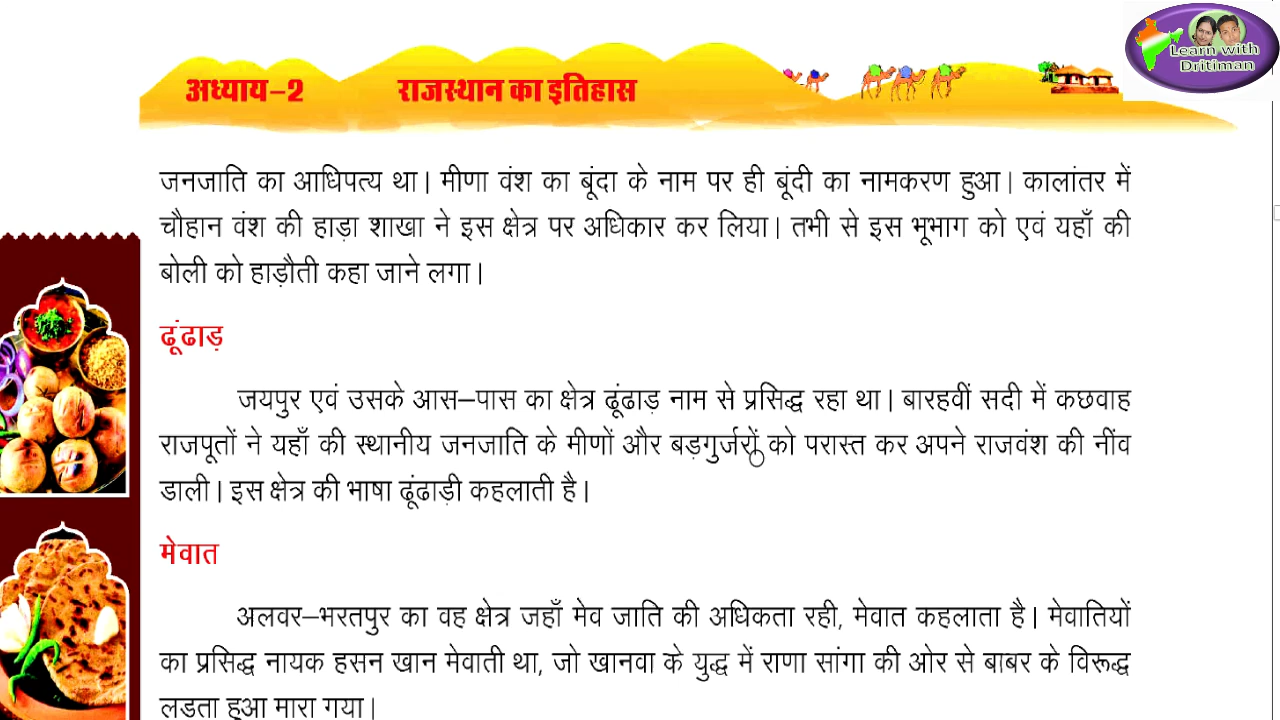 Learn with
Dritiman
अध्याय–2 राजस्थान का इतिहास
जनजाति का आधिपत्य था। मीणा वंश का बूंदा के नाम पर ही बूंदी का नामकरण हुआ। कालांतर में
चौहान वंश की हाड़ा शाखा ने इस क्षेत्र पर अधिकार कर लिया। तभी से इस भूभाग को एवं यहाँ की
बोली को हाड़ौती कहा जाने लगा।
ढूंढाड़
जयपुर एवं उसके आस–पास का क्षेत्र ढूंढाड़ नाम से प्रसिद्ध रहा था। बारहवीं सदी में कछवाह
राजपूतों ने यहाँ की स्थानीय जनजाति के मीणों और बड़गुर्जरों को परास्त कर अपने राजवंश की नींव
डाली। इस क्षेत्र की भाषा ढूंढाड़ी कहलाती है।
मेवात
अलवर–भरतपुर का वह क्षेत्र जहाँ मेव जाति की अधिकता रही, मेवात कहलाता है। मेवातियों
का प्रसिद्ध नायक हसन खान मेवाती था, जो खानवा के युद्ध में राणा सांगा की ओर से बाबर के विरूद्ध
लडता हुआ मारा गया।